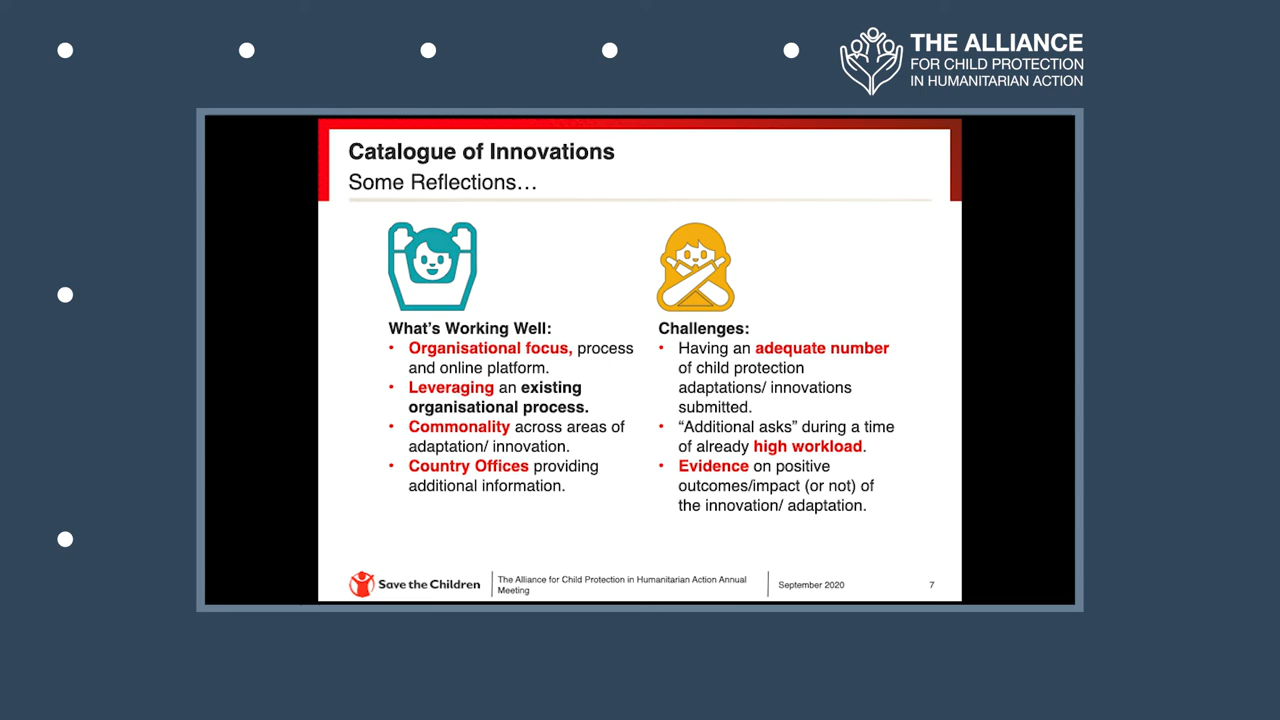 THE ALLIANCE
FOR CHILD PROTECTION
IN HUMANITARIAN ACTION
Catalogue of Innovations
Some Reflections…
What’s Working Well:
• Organisational focus, process
and online platform.
• Leveraging an existing
organisational process.
• Commonality across areas of
adaptation/ innovation.
• Country Offices providing
additional information.
Challenges:
• Having an adequate number
of child protection
adaptations/ innovations
submitted.
• “Additional asks” during a time
of already high workload.
• Evidence on positive
outcomes/impact (or not) of
the innovation/ adaptation.
Save the Children
The Alliance for Child Protection in Humanitarian Action Annual
Meeting
September 2020
7